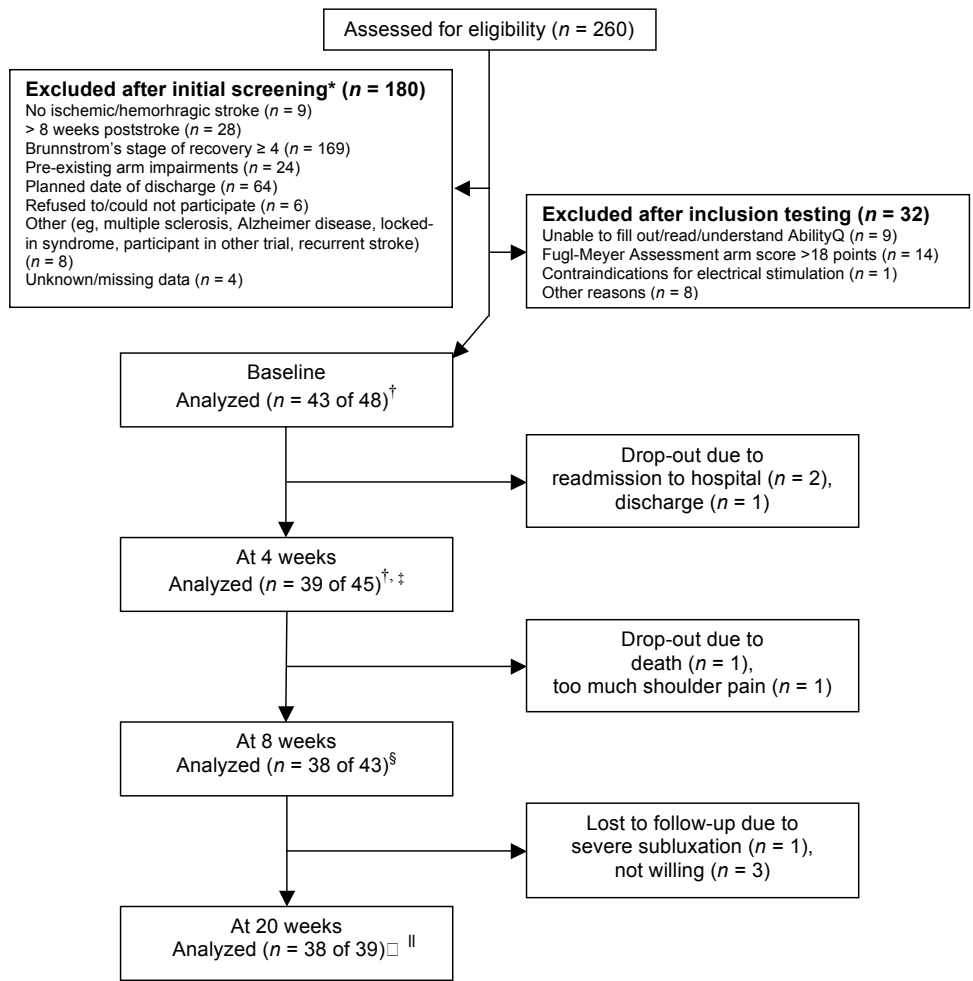 Assessed for eligibility (n = 260)
Excluded after initial screening* (n = 180)
No ischemic/hemorhragic stroke (n = 9)
> 8 weeks poststroke (n = 28)
Brunnstrom's stage of recovery ≥ 4 (n = 169)
Pre-existing arm impairments (n = 24)
Planned date of discharge (n = 64)
Refused to/could not participate (n = 6)
Other (eg, multiple sclerosis, Alzheimer disease, locked-
in syndrome, participant in other trial, recurrent stroke)
(n = 8)
Unknown/missing data (n = 4)
Excluded after inclusion testing (n = 32)
Unable to fill out/read/understand AbilityQ (n = 9)
Fugl-Meyer Assessment arm score >18 points (n = 14)
Contraindications for electrical stimulation (n = 1)
Other reasons (n = 8)
Baseline
Analyzed (n = 43 of 48)†
Drop-out due to
readmission to hospital (n = 2),
discharge (n = 1)
At 4 weeks
Analyzed (n = 39 of 45)†, ‡
Drop-out due to
death (n = 1),
too much shoulder pain (n = 1)
At 8 weeks
Analyzed (n = 38 of 43)§
Lost to follow-up due to
severe subluxation (n = 1),
not willing (n = 3)
At 20 weeks
Analyzed (n = 38 of 39)□ ||